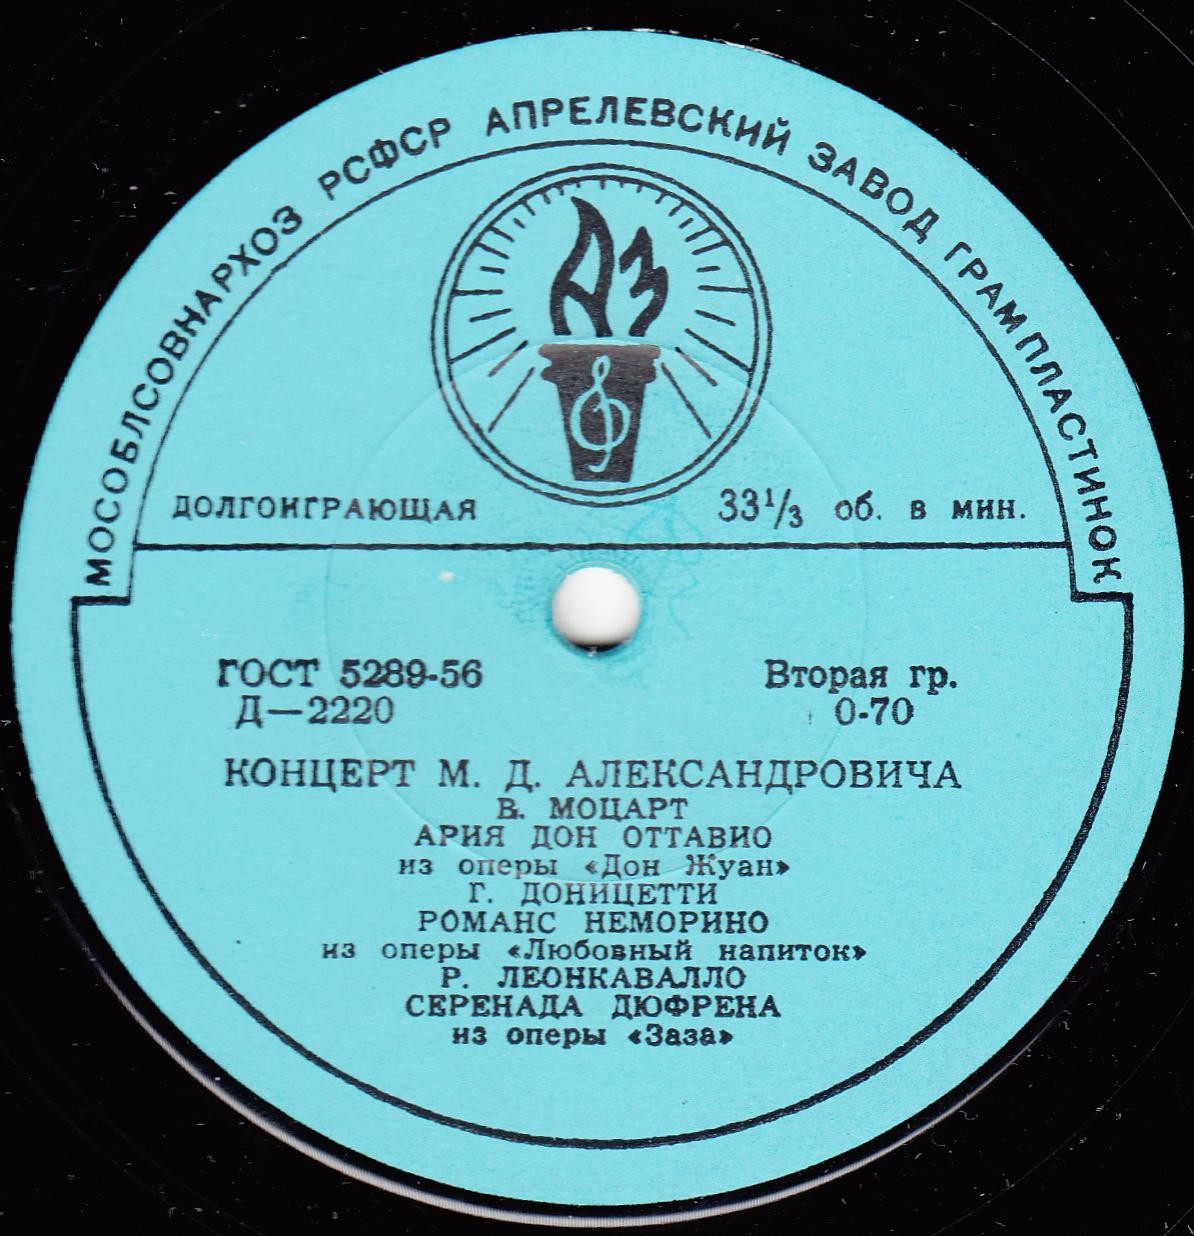 МОСОБЛСОВНАРХОЗ РСФСР АПРЕЛЕВСКИЙ ЗАВОД ГРАМПЛАСТИНОК
АЗ
ДОЛГОИГРАЮЩАЯ 33⅓ об. в мин.
ГОСТ 5289-56 Вторая гр.
Д—2220 0-70
КОНЦЕРТ М. Д. АЛЕКСАНДРОВИЧА
В. МОЦАРТ
АРИЯ ДОН ОТТАВИО
из оперы «Дон Жуан»
Г. ДОНИЦЕТТИ
РОМАНС НЕМОРИНО
из оперы «Любовный напиток»
Р. ЛЕОНКАВАЛЛО
СЕРЕНАДА ДЮФРЕНА
из оперы «Заза»